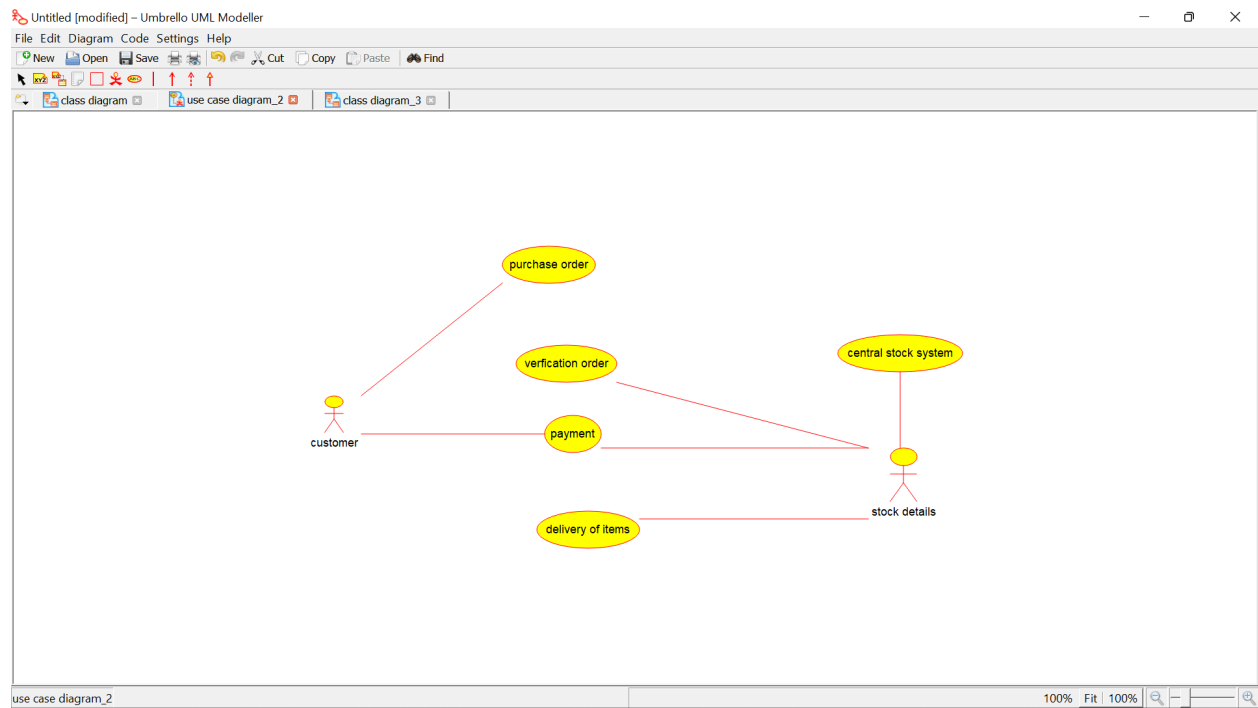 Untitled [modified] – Umbrello UML Modeller
File Edit Diagram Code Settings Help
New Open Save Cut Copy Paste Find
XYZ ABC
class diagram use case diagram_2 class diagram_3
purchase order
verfication order
central stock system
payment
customer
stock details
delivery of items
use case diagram_2 100% Fit 100%